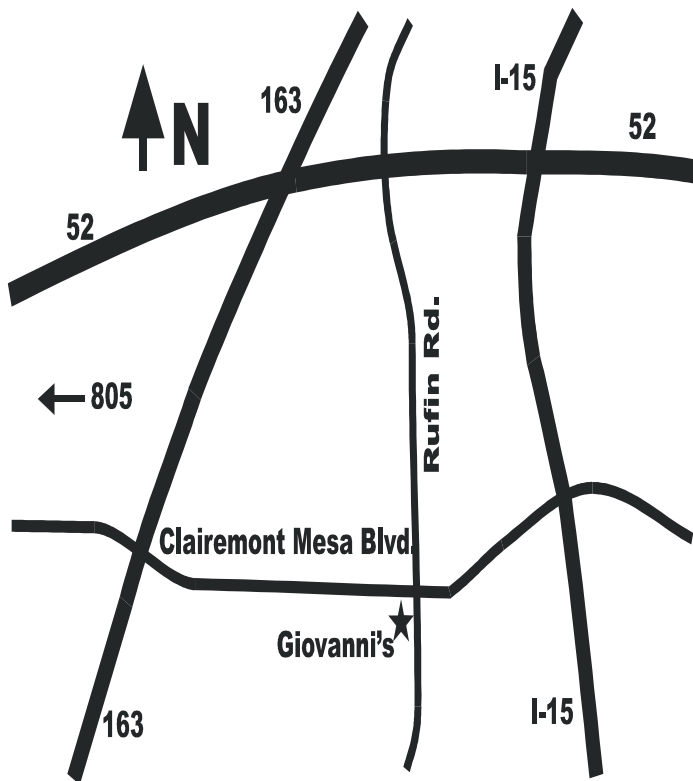 I-15
163
N
52
52
Rufin Rd.
805
Clairemont Mesa Blvd.
Giovanni's
163
I-15